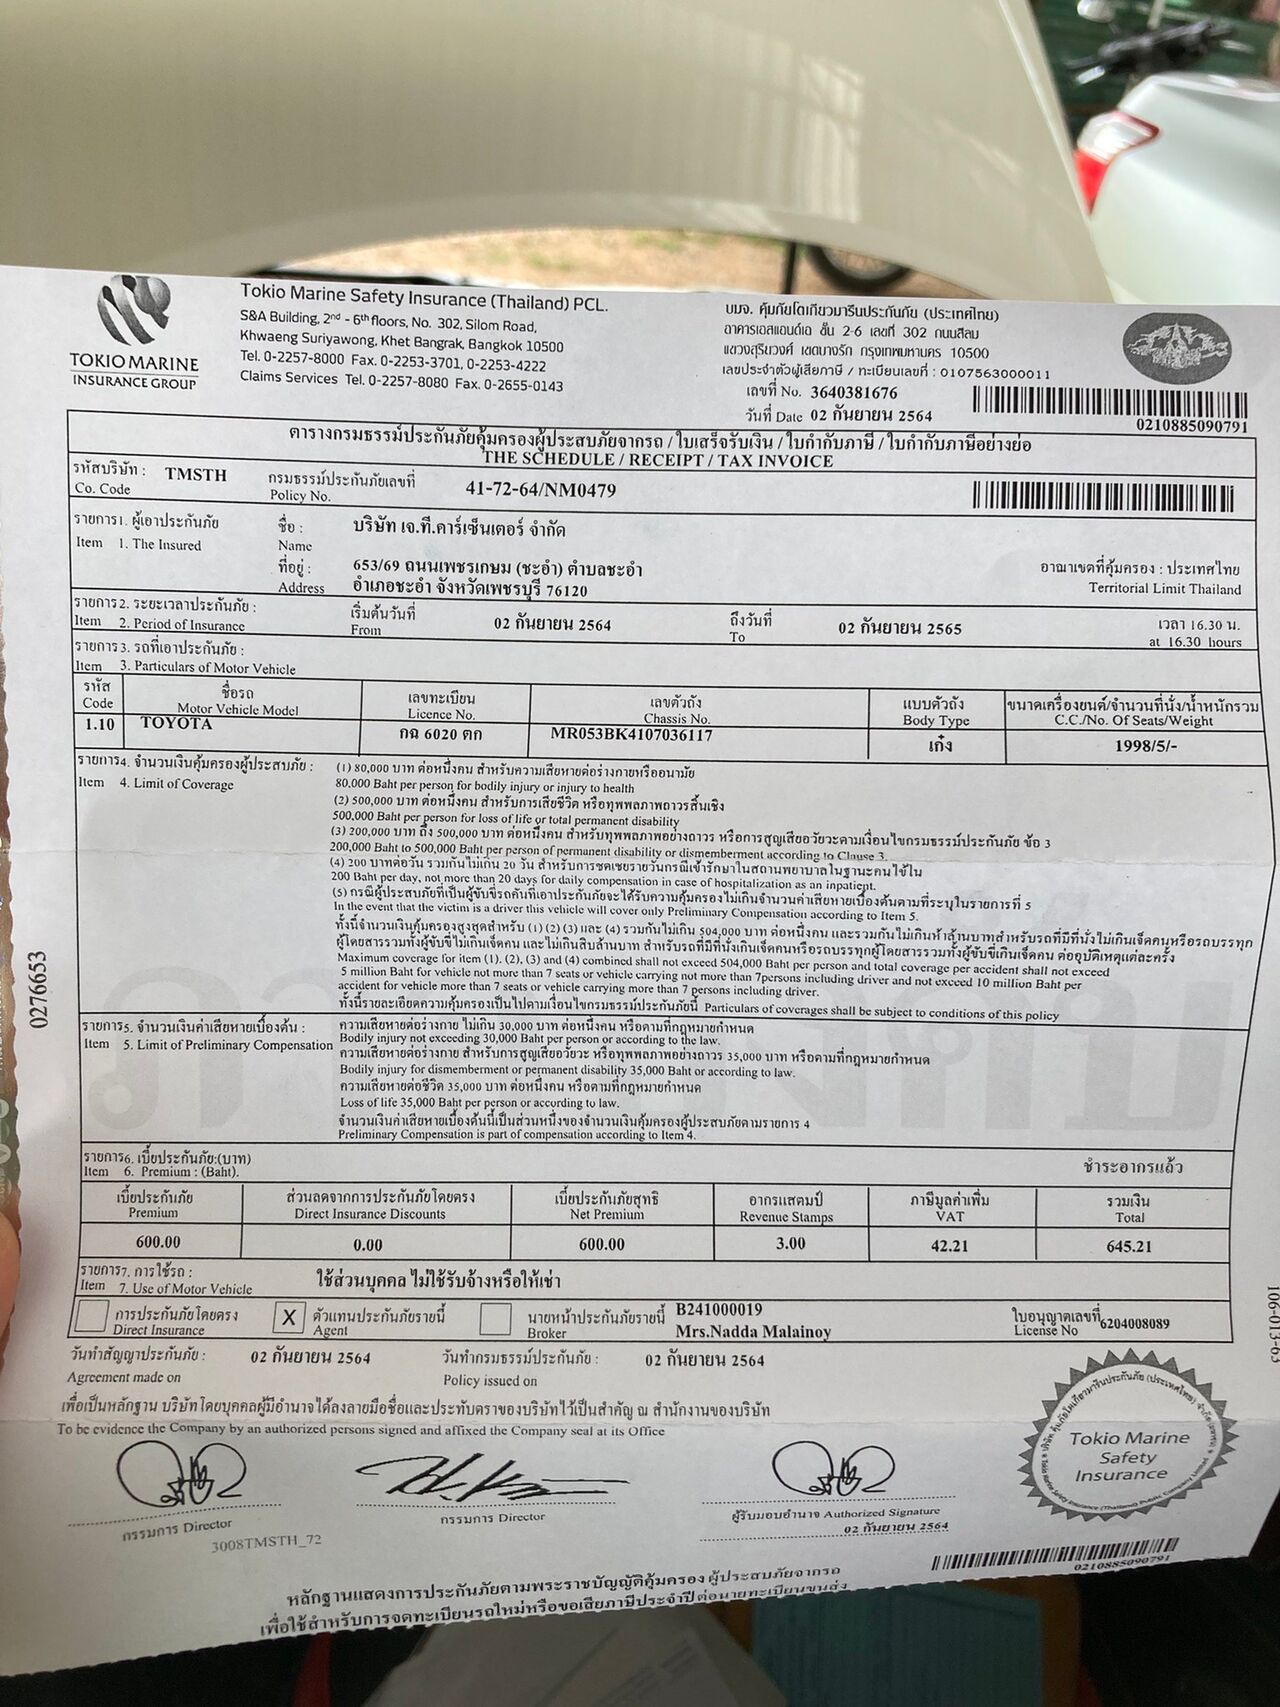 TOKIO MARINE
INSURANCE GROUP
Tokio Marine Safety Insurance (Thailand) PCL.
S&A Building, 2nd - 6th floors, No. 302, Silom Road,
Khwaeng Suriyawong, Khet Bangrak, Bangkok 10500
Tel. 0-2257-8000 Fax. 0-2253-3701, 0-2253-4222
Claims Services Tel. 0-2257-8080 Fax. 0-2655-0143
บมจ. คุ้มภัยโตเกียวมารีนประกันภัย (ประเทศไทย)
อาคารเอสแอนด์เอ ชั้น 2-6 เลขที่ 302 ถนนสีลม
แขวงสุริยวงศ์ เขตบางรัก กรุงเทพมหานคร 10500
เลขประจำตัวผู้เสียภาษี / ทะเบียนเลขที่ : 0107563000011
เลขที่ No. 3640381676
วันที่ Date 02 กันยายน 2564
0210885090791
ตารางกรมธรรม์ประกันภัยคุ้มครองผู้ประสบภัยจากรถ / ใบเสร็จรับเงิน / ใบกำกับภาษี / ใบกำกับภาษีอย่างย่อ
THE SCHEDULE / RECEIPT / TAX INVOICE
รหัสบริษัท : TMSTH กรมธรรม์ประกันภัยเลขที่ 41-72-64/NM0479
Co. Code Policy No.
รายการ1. ผู้เอาประกันภัย ชื่อ : บริษัท เจ.ที.คาร์เซ็นเตอร์ จำกัด
Item 1. The Insured Name
ที่อยู่ : 653/69 ถนนเพชรเกษม (ชะอำ) ตำบลชะอำ อาณาเขตที่คุ้มครอง : ประเทศไทย
Address อำเภอชะอำ จังหวัดเพชรบุรี 76120 Territorial Limit Thailand
รายการ2. ระยะเวลาประกันภัย : เริ่มต้นวันที่ 02 กันยายน 2564 ถึงวันที่ 02 กันยายน 2565 เวลา 16.30 น.
Item 2. Period of Insurance From To at 16.30 hours
รายการ3. รถที่เอาประกันภัย :
Item 3. Particulars of Motor Vehicle
รหัส ชื่อรถ เลขทะเบียน เลขตัวถัง แบบตัวถัง ขนาดเครื่องยนต์/จำนวนที่นั่ง/น้ำหนักรวม
Code Motor Vehicle Model Licence No. Chassis No. Body Type C.C./No. Of Seats/Weight
1.10 TOYOTA กฉ 6020 ตก MR053BK4107036117 เก๋ง 1998/5/-
รายการ4. จำนวนเงินคุ้มครองผู้ประสบภัย : (1) 80,000 บาท ต่อหนึ่งคน สำหรับความเสียหายต่อร่างกายหรืออนามัย
Item 4. Limit of Coverage 80,000 Baht per person for bodily injury or injury to health
(2) 500,000 บาท ต่อหนึ่งคน สำหรับการเสียชีวิต หรือทุพพลภาพถาวรสิ้นเชิง
500,000 Baht per person for loss of life or total permanent disability
(3) 200,000 บาท ถึง 500,000 บาท ต่อหนึ่งคน สำหรับทุพพลภาพอย่างถาวร หรือการสูญเสียอวัยวะตามเงื่อนไขกรมธรรม์ประกันภัย ข้อ 3
200,000 Baht to 500,000 Baht per person of permanent disability or dismemberment according to Clause 3.
(4) 200 บาทต่อวัน รวมกันไม่เกิน 20 วัน สำหรับการชดเชยรายวันกรณีเข้ารักษาในสถานพยาบาลในฐานะคนไข้ใน
200 Baht per day, not more than 20 days for daily compensation in case of hospitalization as an inpatient.
(5) กรณีผู้ประสบภัยที่เป็นผู้ขับขี่รถคันที่เอาประกันภัยจะได้รับความคุ้มครองไม่เกินจำนวนค่าเสียหายเบื้องต้นตามที่ระบุในรายการที่ 5
In the event that the victim is a driver this vehicle will cover only Preliminary Compensation according to Item 5.
ทั้งนี้จำนวนเงินคุ้มครองสูงสุดสำหรับ (1) (2) (3) และ (4) รวมกันไม่เกิน 504,000 บาท ต่อหนึ่งคน และรวมกันไม่เกินห้าล้านบาทสำหรับรถที่มีที่นั่งไม่เกินเจ็ดคนหรือรถบรรทุก
ผู้โดยสารรวมทั้งผู้ขับขี่ไม่เกินเจ็ดคน และไม่เกินสิบล้านบาท สำหรับรถที่มีที่นั่งเกินเจ็ดคนหรือรถบรรทุกผู้โดยสารรวมทั้งผู้ขับขี่เกินเจ็ดคน ต่ออุบัติเหตุแต่ละครั้ง
Maximum coverage for item (1), (2), (3) and (4) combined shall not exceed 504,000 Baht per person and total coverage per accident shall not exceed
5 million Baht for vehicle not more than 7 seats or vehicle carrying not more than 7persons including driver and not exceed 10 million Baht per
accident for vehicle more than 7 seats or vehicle carrying more than 7 persons including driver.
ทั้งนี้รายละเอียดความคุ้มครองเป็นไปตามเงื่อนไขกรมธรรม์ประกันภัยนี้ Particulars of coverages shall be subject to conditions of this policy
รายการ5. จำนวนเงินค่าเสียหายเบื้องต้น : ความเสียหายต่อร่างกาย ไม่เกิน 30,000 บาท ต่อหนึ่งคน หรือตามที่กฎหมายกำหนด
Item 5. Limit of Preliminary Compensation Bodily injury not exceeding 30,000 Baht per person or according to the law.
ความเสียหายต่อร่างกาย สำหรับการสูญเสียอวัยวะ หรือทุพพลภาพอย่างถาวร 35,000 บาท หรือตามที่กฎหมายกำหนด
Bodily injury for dismemberment or permanent disability 35,000 Baht or according to law.
ความเสียหายต่อชีวิต 35,000 บาท ต่อหนึ่งคน หรือตามที่กฎหมายกำหนด
Loss of life 35,000 Baht per person or according to law.
จำนวนเงินค่าเสียหายเบื้องต้นนี้เป็นส่วนหนึ่งของจำนวนเงินคุ้มครองผู้ประสบภัยตามรายการ 4
Preliminary Compensation is part of compensation according to Item 4.
รายการ6. เบี้ยประกันภัย:(บาท) ชำระอากรแล้ว
Item 6. Premium : (Baht).
เบี้ยประกันภัย ส่วนลดจากการประกันภัยโดยตรง เบี้ยประกันภัยสุทธิ อากรแสตมป์ ภาษีมูลค่าเพิ่ม รวมเงิน
Premium Direct Insurance Discounts Net Premium Revenue Stamps VAT Total
600.00 0.00 600.00 3.00 42.21 645.21
รายการ7. การใช้รถ : ใช้ส่วนบุคคล ไม่ใช้รับจ้างหรือให้เช่า
Item 7. Use of Motor Vehicle
การประกันภัยโดยตรง X ตัวแทนประกันภัยรายนี้ นายหน้าประกันภัยรายนี้ B241000019 ใบอนุญาตเลขที่ 6204008089
Direct Insurance Agent Broker Mrs.Nadda Malainoy License No
วันทำสัญญาประกันภัย : 02 กันยายน 2564 วันทำกรมธรรม์ประกันภัย : 02 กันยายน 2564
Agreement made on Policy issued on
เพื่อเป็นหลักฐาน บริษัทโดยบุคคลผู้มีอำนาจได้ลงลายมือชื่อและประทับตราของบริษัทไว้เป็นสำคัญ ณ สำนักงานของบริษัท
To be evidence the Company by an authorized persons signed and affixed the Company seal at its Office
กรรมการ Director กรรมการ Director ผู้รับมอบอำนาจ Authorized Signature
02 กันยายน 2564
3008TMSTH_72
Tokio Marine
Safety
Insurance
0210885090791
หลักฐานแสดงการประกันภัยตามพระราชบัญญัติคุ้มครองผู้ประสบภัยจากรถ
เพื่อใช้สำหรับการจดทะเบียนรถใหม่หรือขอเสียภาษีประจำปีต่อนายทะเบียนขนส่ง
0276653
106-013-63